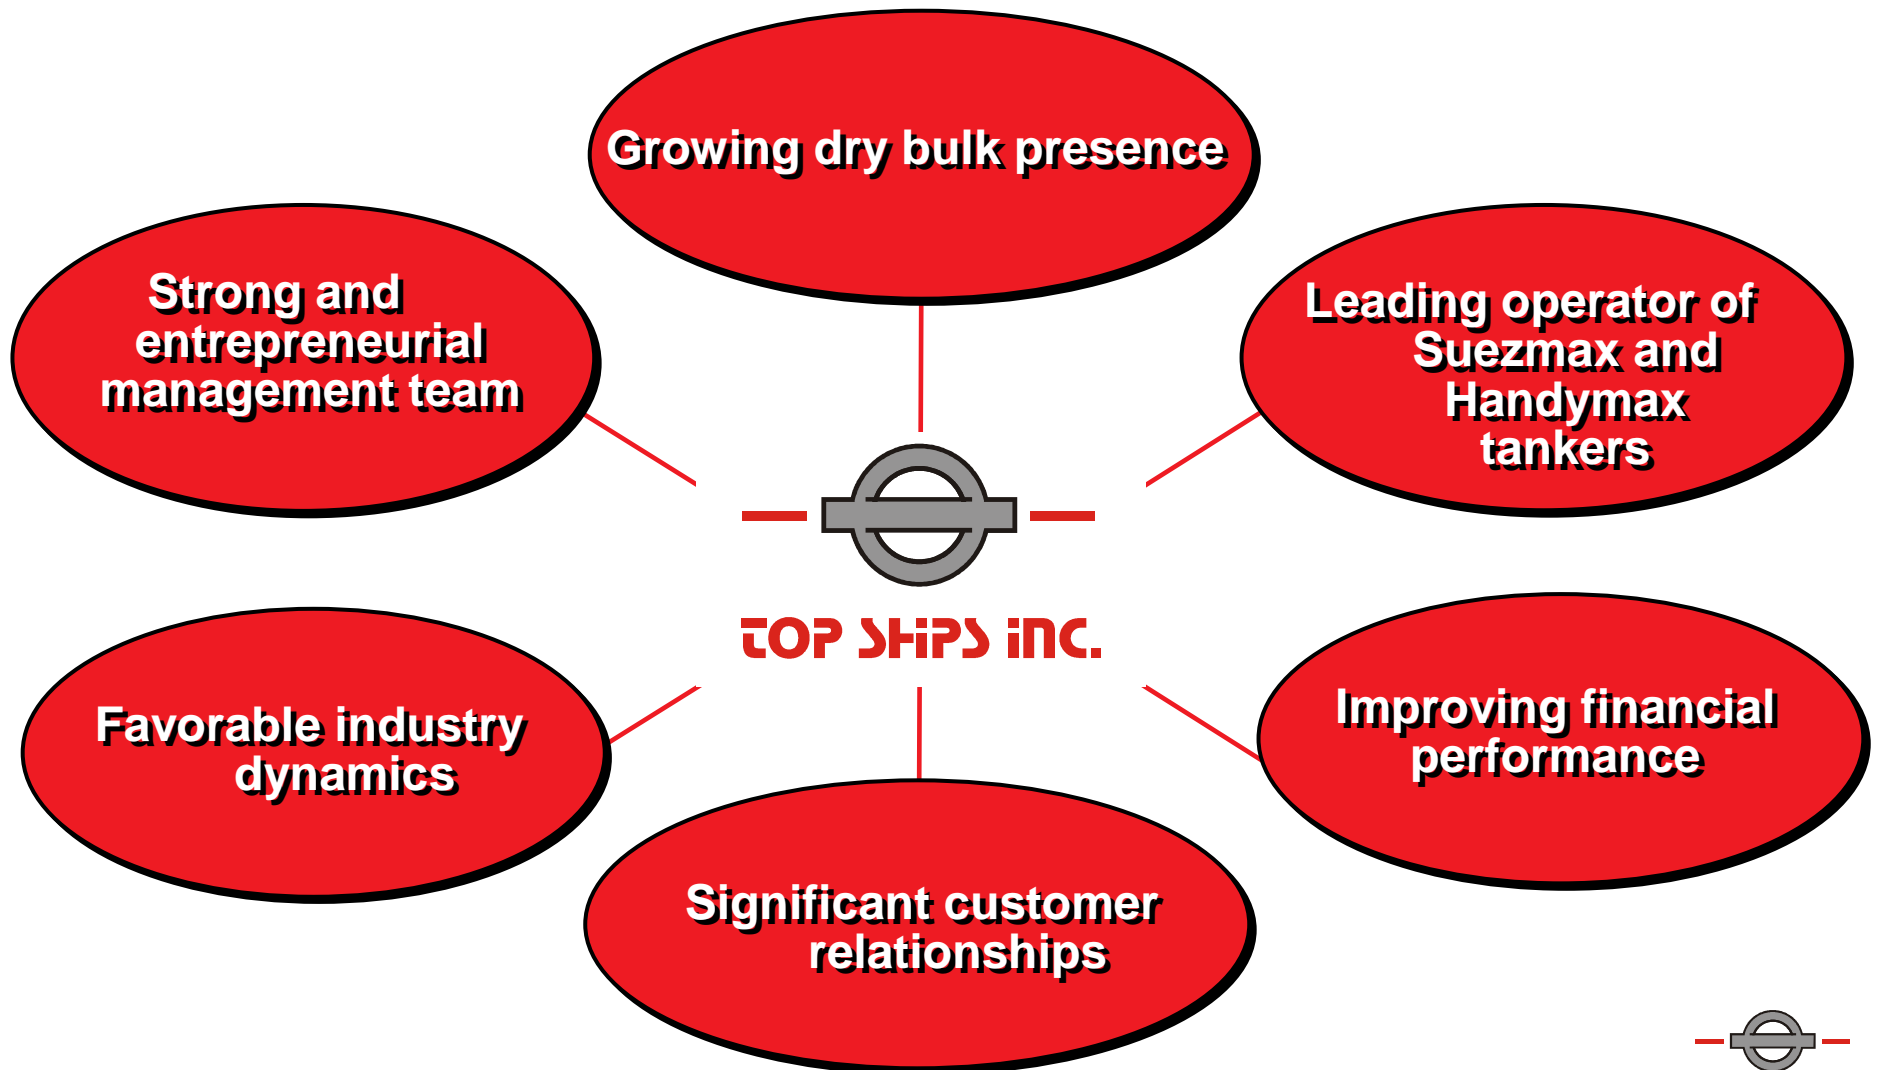 Growing dry bulk presence
Strong and
entrepreneurial
management team
Leading operator of
Suezmax and
Handymax
tankers
TOP SHiPS iNC.
Favorable industry
dynamics
Improving financial
performance
Significant customer
relationships